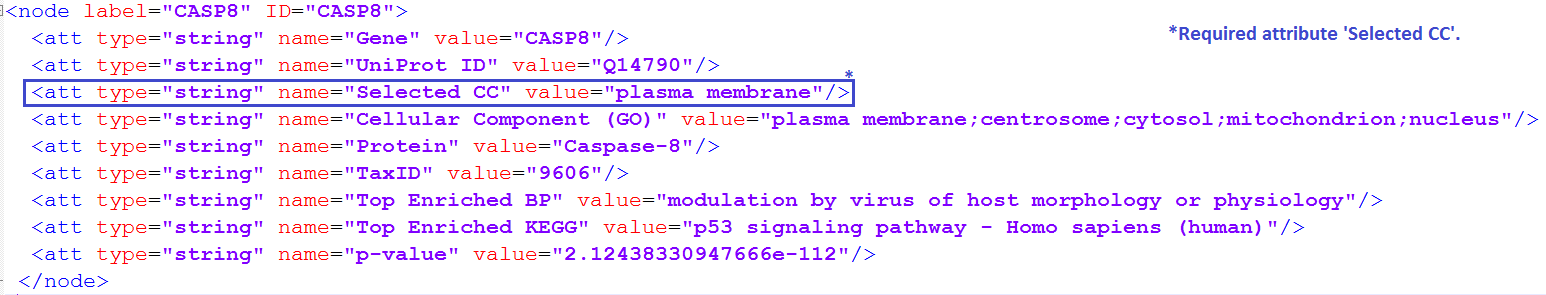 <node label="CASP8" ID="CASP8">
*Required attribute 'Selected CC'.
<att type="string" name="Gene" value="CASP8"/>
<att type="string" name="UniProt ID" value="Q14790"/>
<att type="string" name="Selected CC" value="plasma membrane"/>*
<att type="string" name="Cellular Component (GO)" value="plasma membrane;centrosome;cytosol;mitochondrion;nucleus"/>
<att type="string" name="Protein" value="Caspase-8"/>
<att type="string" name="TaxID" value="9606"/>
<att type="string" name="Top Enriched BP" value="modulation by virus of host morphology or physiology"/>
<att type="string" name="Top Enriched KEGG" value="p53 signaling pathway - Homo sapiens (human)"/>
<att type="string" name="p-value" value="2.12438330947666e-112"/>
</node>